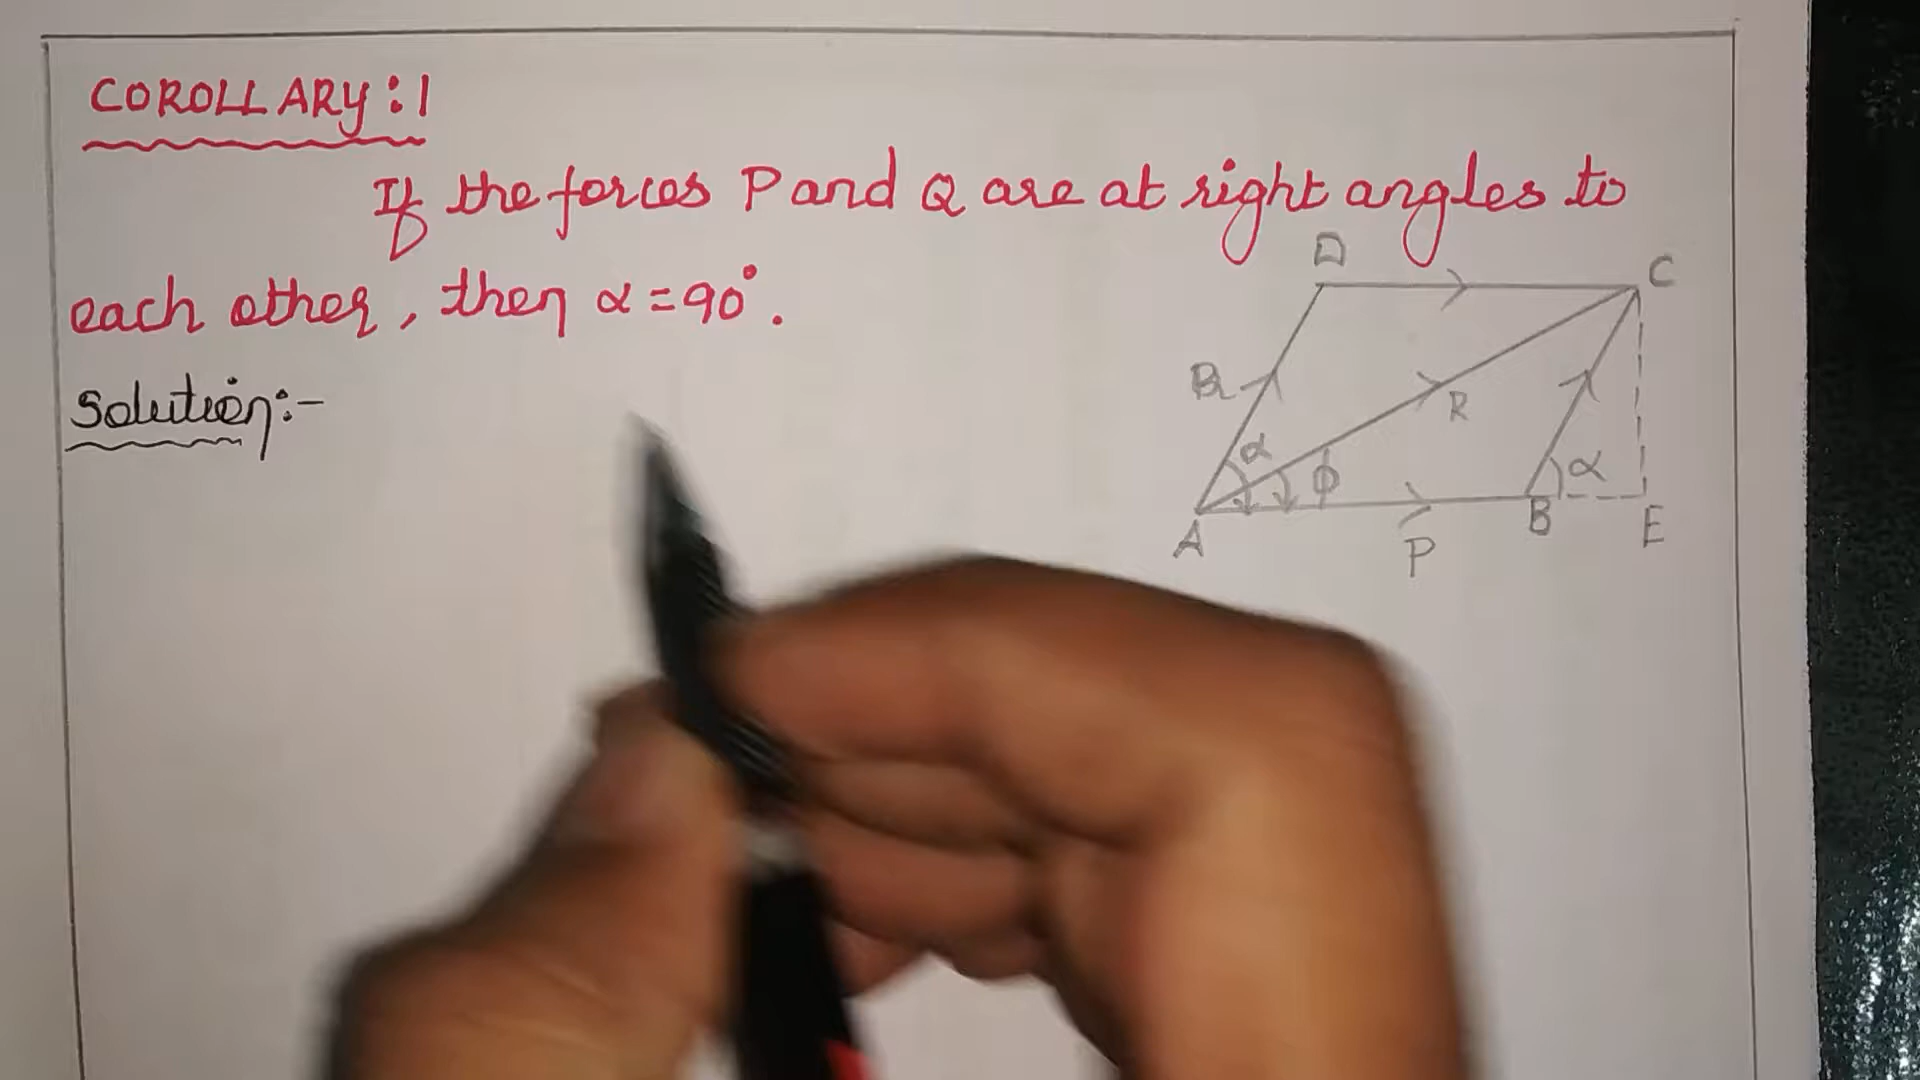 COROLLARY : 1
If the forces P and Q are at right angles to
each other, then α = 90°.
Solution:-
D
C
R
α
ϕ
α
A
P
B
E